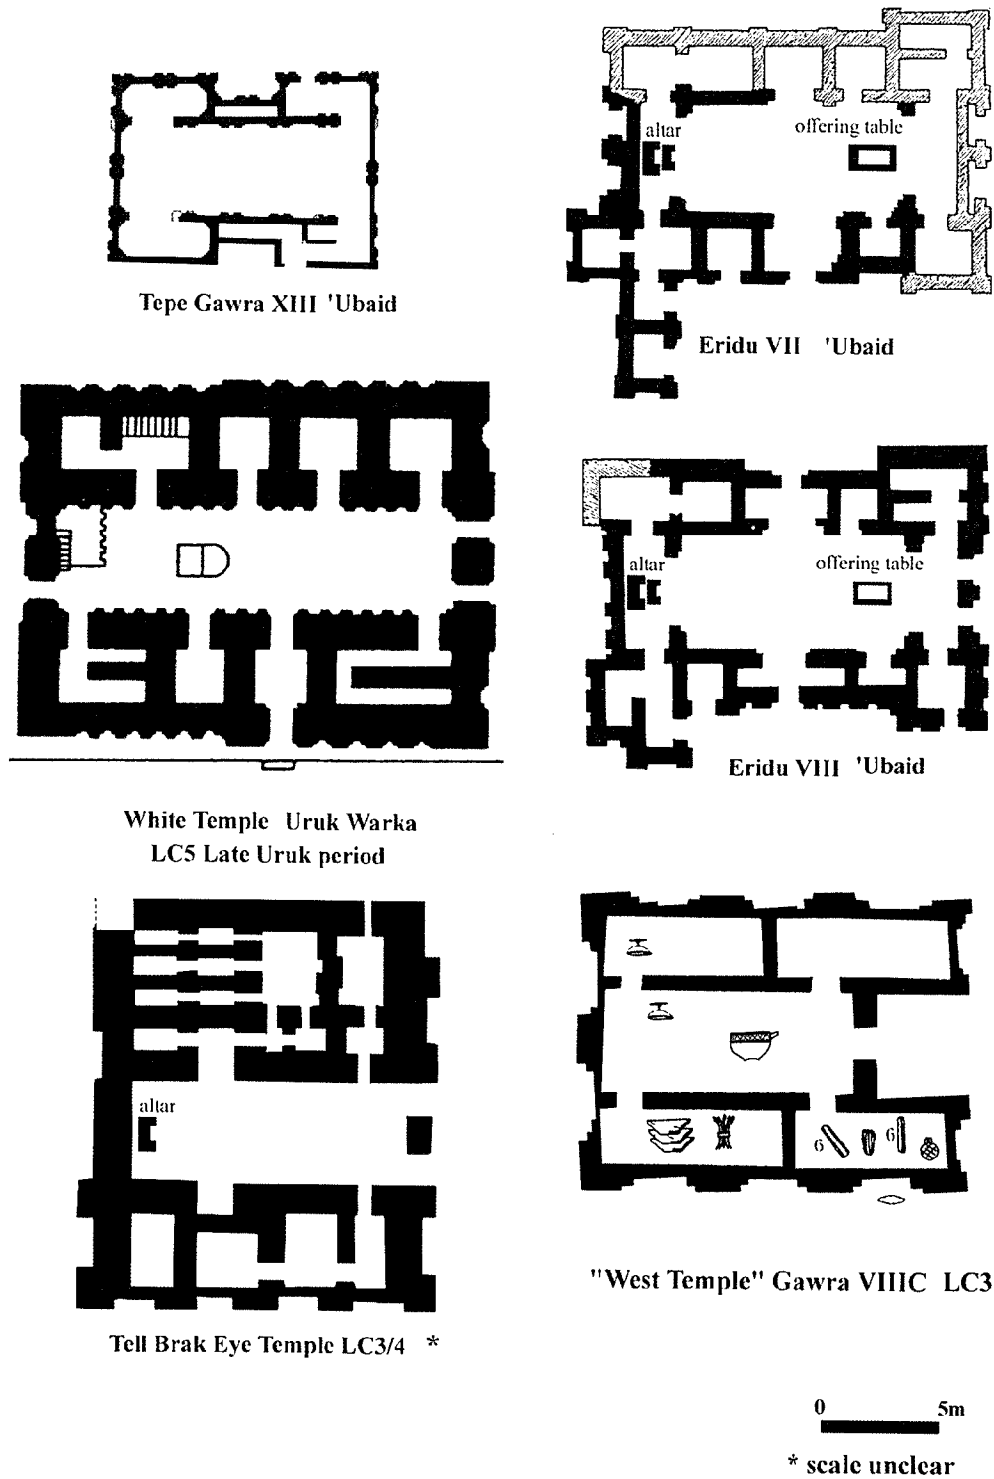 Tepe Gawra XIII 'Ubaid
altar
offering table
Eridu VII 'Ubaid
altar
offering table
Eridu VIII 'Ubaid
White Temple Uruk Warka
LC5 Late Uruk period
altar
Tell Brak Eye Temple LC3/4 *
6
6
"West Temple" Gawra VIIIC LC3
0 5m
* scale unclear